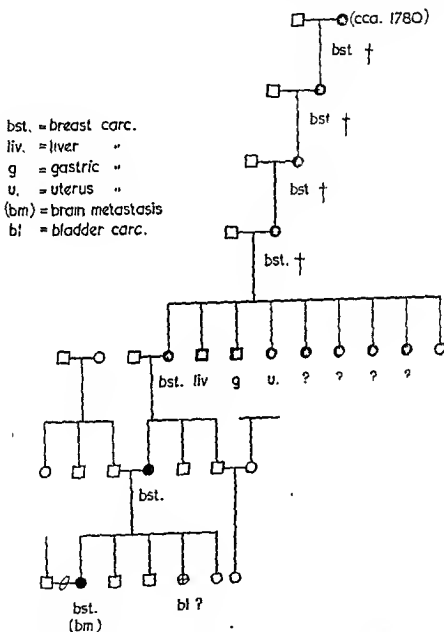 (cca. 1780)
bst †
bst †
bst †
bst. †
bst. = breast carc.
liv. = liver "
g = gastric "
u. = uterus "
(bm) = brain metastasis
bl = bladder carc.
bst. liv g u. ? ? ? ?
bst.
bst. bl ?
(bm)